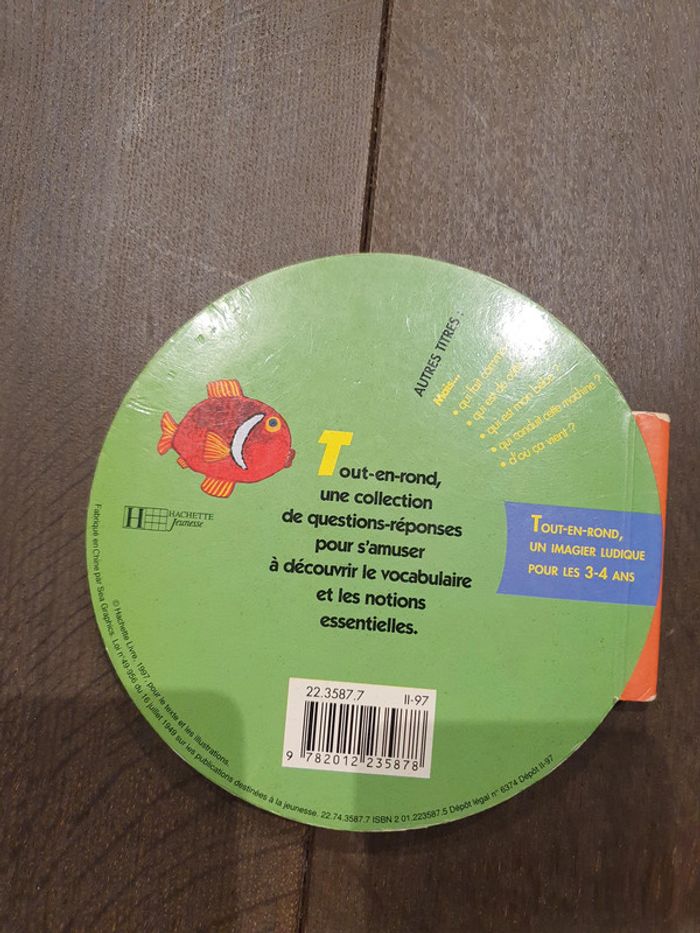 AUTRES TITRES :
Mais...
• qui fait comme
• qui est de
• qui est mon bébé ?
• qui conduit cette machine ?
• d'où ça vient ?
Tout-en-rond,
une collection
de questions-réponses
pour s'amuser
à découvrir le vocabulaire
et les notions
essentielles.
HACHETTE
Jeunesse
TOUT-EN-ROND,
UN IMAGIER LUDIQUE
POUR LES 3-4 ANS
22.3587.7 II-97
9 782012 235878
© Hachette Livre, 1997, pour le texte et les illustrations.
Fabriqué en Chine par Sea Graphics. Loi n° 49-956 du 16 juillet 1949 sur les publications destinées à la jeunesse. 22.74.3587.7 ISBN 2 01.223587.5 Dépôt légal n° 6374 Dépôt II-97